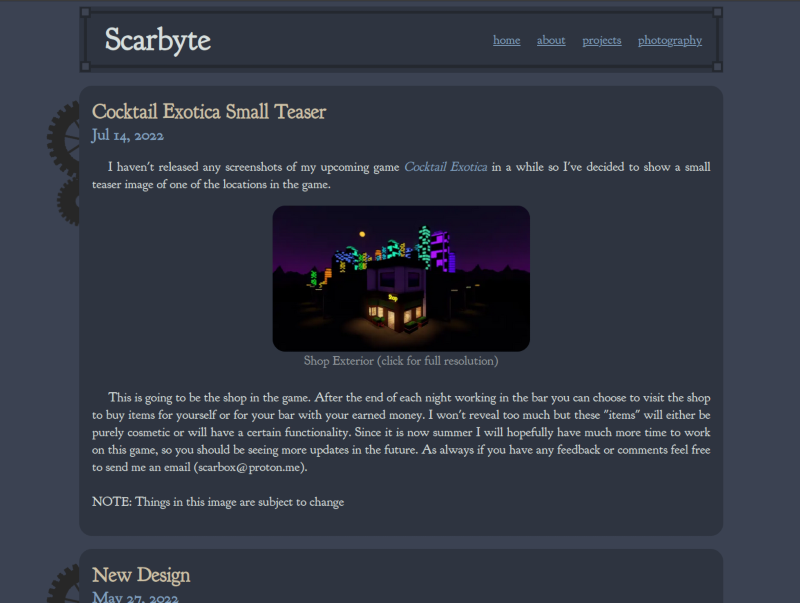 Scarbyte
home about projects photography
Cocktail Exotica Small Teaser
Jul 14, 2022
I haven't released any screenshots of my upcoming game Cocktail Exotica in a while so I've decided to show a small
teaser image of one of the locations in the game.
Shop
Shop Exterior (click for full resolution)
This is going to be the shop in the game. After the end of each night working in the bar you can choose to visit the shop
to buy items for yourself or for your bar with your earned money. I won't reveal too much but these "items" will either be
purely cosmetic or will have a certain functionality. Since it is now summer I will hopefully have much more time to work
on this game, so you should be seeing more updates in the future. As always if you have any feedback or comments feel free
to send me an email (scarbox@proton.me).
NOTE: Things in this image are subject to change
New Design
May 27, 2022